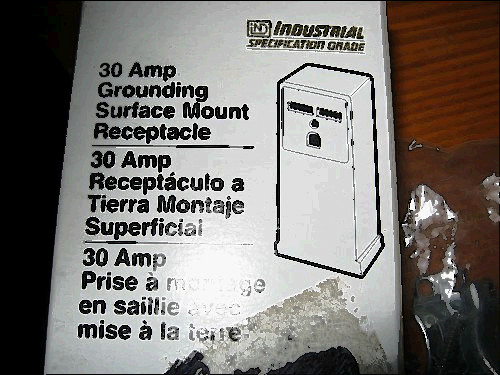 IND INDUSTRIAL
SPECIFICATION GRADE
30 Amp
Grounding
Surface Mount
Receptacle
30 Amp
Receptáculo a
Tierra Montaje
Superficial
30 Amp
Prise à montage
en saillie avec
mise à la terre